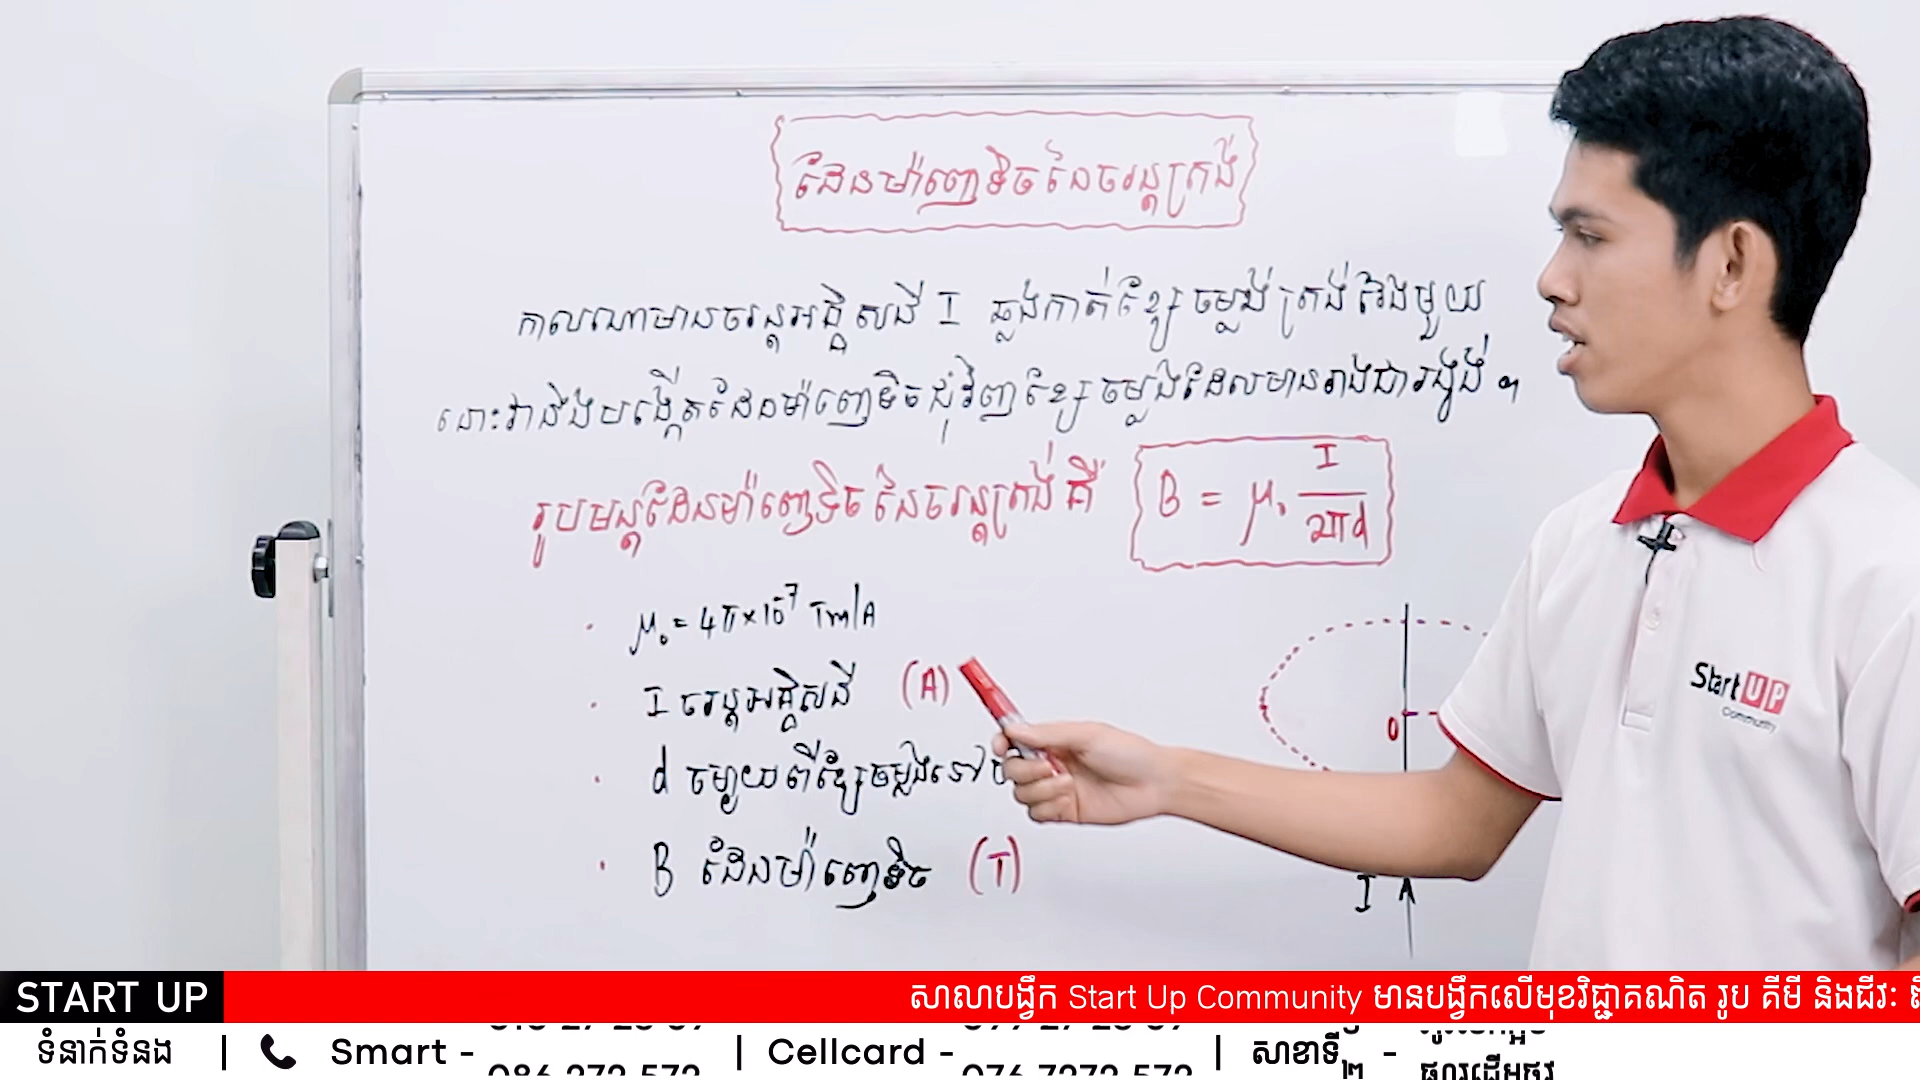 ដែនម៉ាញេទិចនៃចរន្តត្រង់
កាលណាមានចរន្តអគ្គិសនី I ឆ្លងកាត់ខ្សែចម្លងត្រង់វែងមួយ
នោះវានឹងបង្កើតដែនម៉ាញេទិចជុំវិញខ្សែចម្លងដែលមានរាងជារង្វង់ ។
រូបមន្តដែនម៉ាញេទិចនៃចរន្តត្រង់គឺ B = μ₀ I/2πd
· μ₀ = 4π×10⁻⁷ Tm/A
· I ចរន្តអគ្គិសនី (A)
· d ចម្ងាយពីខ្សែចម្លងទៅ
· B ដែនម៉ាញេទិច (T)
O
I
StartUP
Community
START UP សាលាបង្រឹក Start Up Community មានបង្រឹកលើមុខវិជ្ជាគណិត រូប គីមី និងជីវៈ
ទំនាក់ទំនង | Smart - | Cellcard - | សាខាទី -